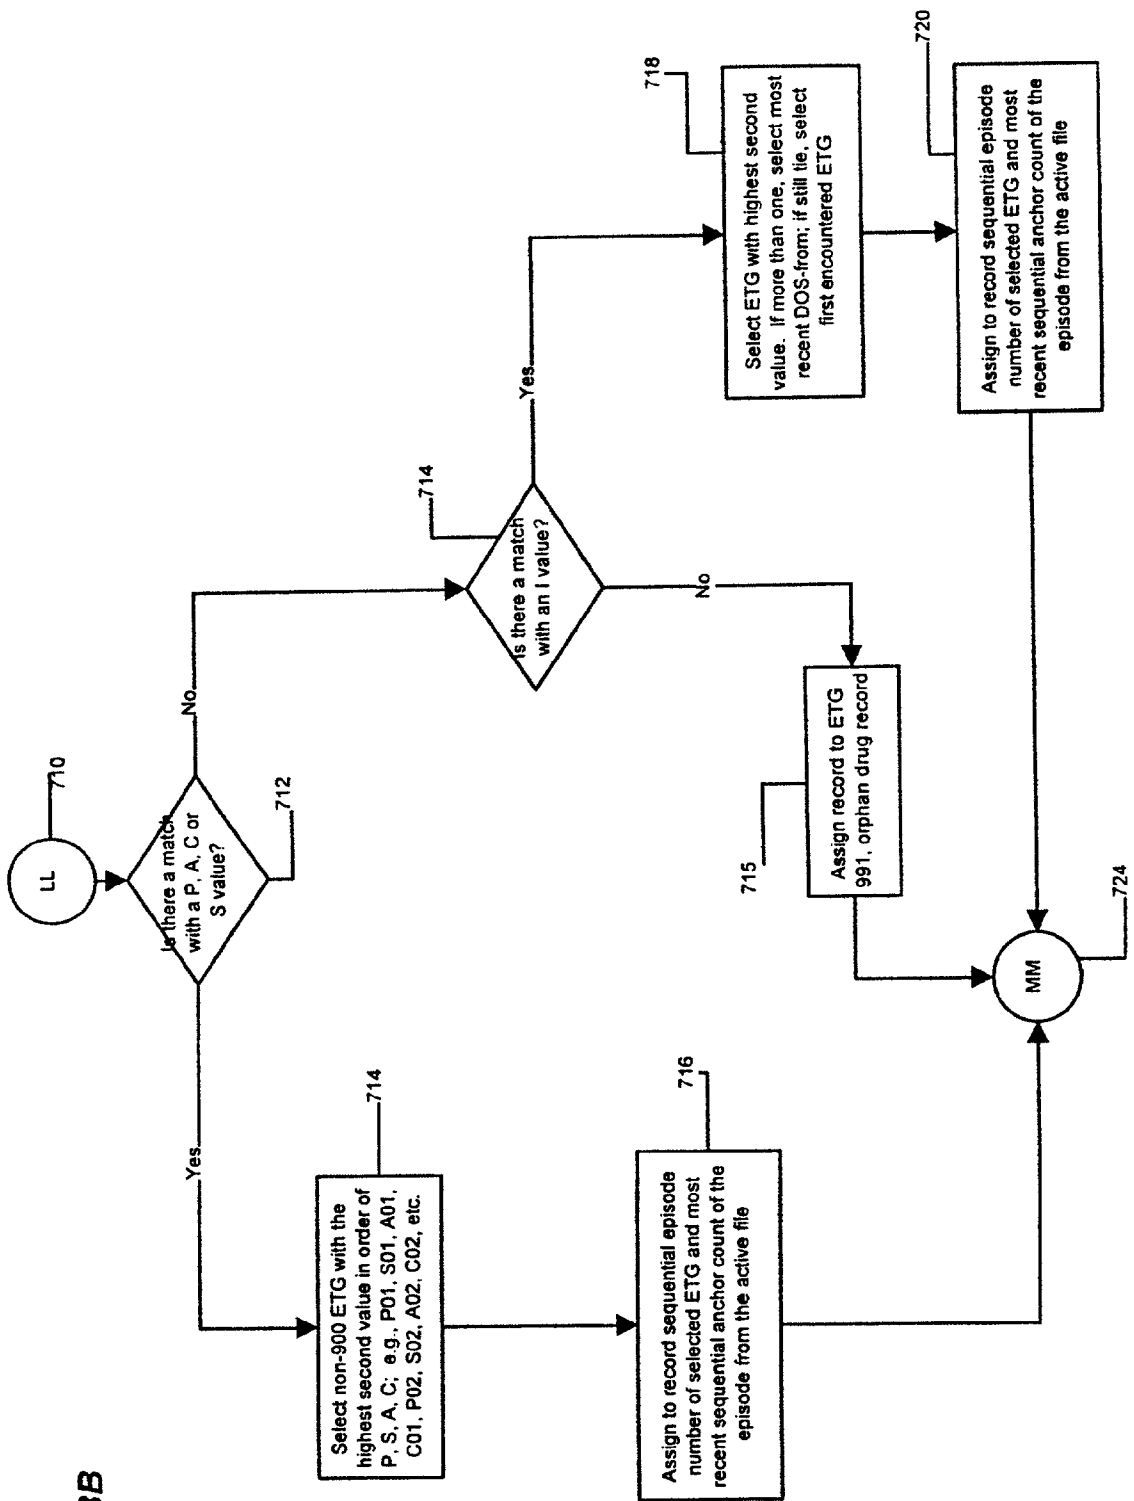 LL
710
Is there a match
with a P, A, C or
S value?
712
No
Yes
Select non-900 ETG with the
highest second value in order of
P, S, A, C; e.g., P01, S01, A01,
C01, P02, S02, A02, C02, etc.
714
Assign to record sequential episode
number of selected ETG and most
recent sequential anchor count of the
episode from the active file
716
Is there a match
with an I value?
714
Yes
No
Assign record to ETG
991, orphan drug record
715
Select ETG with highest second
value. If more than one, select most
recent DOS-from; if still tie, select
first encountered ETG
718
Assign to record sequential episode
number of selected ETG and most
recent sequential anchor count of the
episode from the active file
720
MM
724